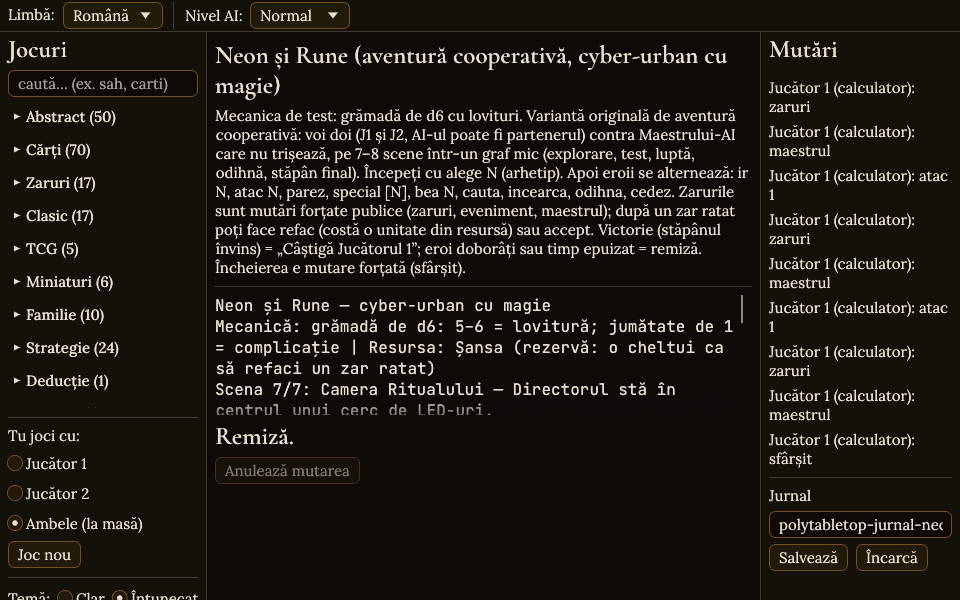 Limbă: Română ▼ Nivel AI: Normal ▼
Jocuri
caută... (ex. sah, carti)
▸ Abstract (50)
▸ Cărți (70)
▸ Zaruri (17)
▸ Clasic (17)
▸ TCG (5)
▸ Miniaturi (6)
▸ Familie (10)
▸ Strategie (24)
▸ Deducție (1)
Tu joci cu:
Jucător 1
Jucător 2
Ambele (la masă)
Joc nou
Temă: Clar Întunecat
Neon și Rune (aventură cooperativă, cyber-urban cu
magie)
Mecanica de test: grămadă de d6 cu lovituri. Variantă originală de aventură
cooperativă: voi doi (J1 și J2, AI-ul poate fi partenerul) contra Maestrului-AI
care nu trișează, pe 7–8 scene într-un graf mic (explorare, test, luptă,
odihnă, stăpân final). Începeți cu alege N (arhetip). Apoi eroii se alternează: ir
N, atac N, parez, special [N], bea N, cauta, incearca, odihna, cedez. Zarurile
sunt mutări forțate publice (zaruri, eveniment, maestrul); după un zar ratat
poți face refac (costă o unitate din resursă) sau accept. Victorie (stăpânul
învins) = „Câștigă Jucătorul 1”; eroi doborâți sau timp epuizat = remiză.
Încheierea e mutare forțată (sfârșit).
Neon și Rune — cyber-urban cu magie
Mecanică: grămadă de d6: 5–6 = lovitură; jumătate de 1
= complicație | Resursa: Șansa (rezervă: o cheltui ca
să refaci un zar ratat)
Scena 7/7: Camera Ritualului — Directorul stă în
centrul unui cerc de LED-uri.
Remiză.
Anulează mutarea
Mutări
Jucător 1 (calculator):
zaruri
Jucător 1 (calculator):
maestrul
Jucător 1 (calculator): atac
1
Jucător 1 (calculator):
zaruri
Jucător 1 (calculator):
maestrul
Jucător 1 (calculator): atac
1
Jucător 1 (calculator):
zaruri
Jucător 1 (calculator):
maestrul
Jucător 1 (calculator):
sfârșit
Jurnal
polytabletop-jurnal-nec
Salvează Încarcă